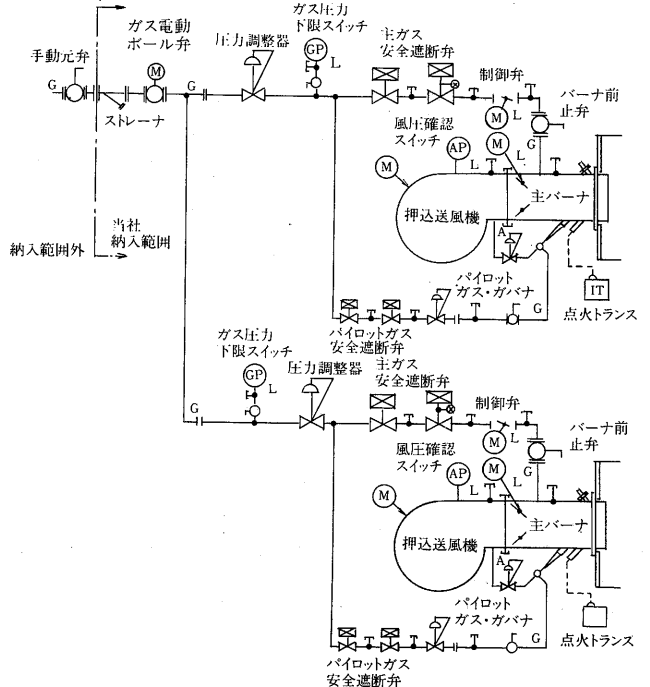 ガス電動
ボール弁
手動元弁
M
G
G
ストレーナ
圧力調整器
ガス圧力
下限スイッチ
GP
L
主ガス
安全遮断弁
制御弁
M
L
バーナ前
止弁
G
風圧確認
スイッチ
AP
L
M
L
M
押込送風機
主バーナ
A
当社
納入範囲
納入範囲外
パイロット
ガス・ガバナ
G
IT
点火トランス
パイロットガス
安全遮断弁
ガス圧力
下限スイッチ
GP
L
圧力調整器
G
主ガス
安全遮断弁
制御弁
M
L
バーナ前
止弁
G
風圧確認
スイッチ
AP
L
M
L
M
押込送風機
主バーナ
A
パイロット
ガス・ガバナ
G
点火トランス
パイロットガス
安全遮断弁